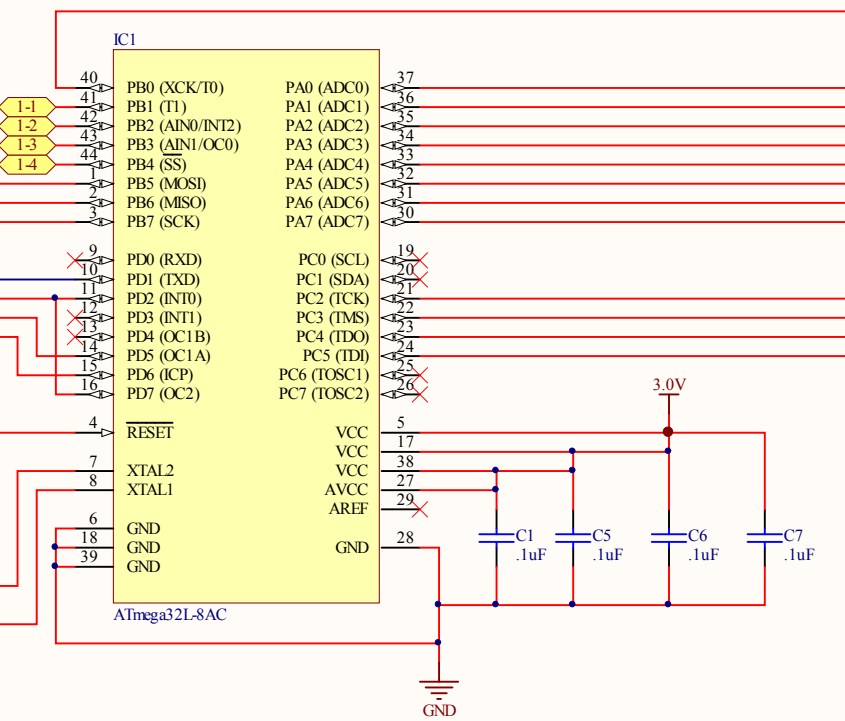 IC1
40 PB0 (XCK/T0) PA0 (ADC0) 37
1-1 41 PB1 (T1) PA1 (ADC1) 36
1-2 42 PB2 (AIN0/INT2) PA2 (ADC2) 35
1-3 43 PB3 (AIN1/OC0) PA3 (ADC3) 34
1-4 44 PB4 (SS) PA4 (ADC4) 33
1 PB5 (MOSI) PA5 (ADC5) 32
2 PB6 (MISO) PA6 (ADC6) 31
3 PB7 (SCK) PA7 (ADC7) 30
9 PD0 (RXD) PC0 (SCL) 19
10 PD1 (TXD) PC1 (SDA) 20
11 PD2 (INT0) PC2 (TCK) 21
12 PD3 (INT1) PC3 (TMS) 22
13 PD4 (OC1B) PC4 (TDO) 23
14 PD5 (OC1A) PC5 (TDI) 24
15 PD6 (ICP) PC6 (TOSC1) 25
16 PD7 (OC2) PC7 (TOSC2) 26
3.0V
4 RESET VCC 5
VCC 17
7 XTAL2 VCC 38
8 XTAL1 AVCC 27
AREF 29
6 GND
18 GND GND 28
39 GND
C1 C5 C6 C7
.1uF .1uF .1uF .1uF
ATmega32L-8AC
GND